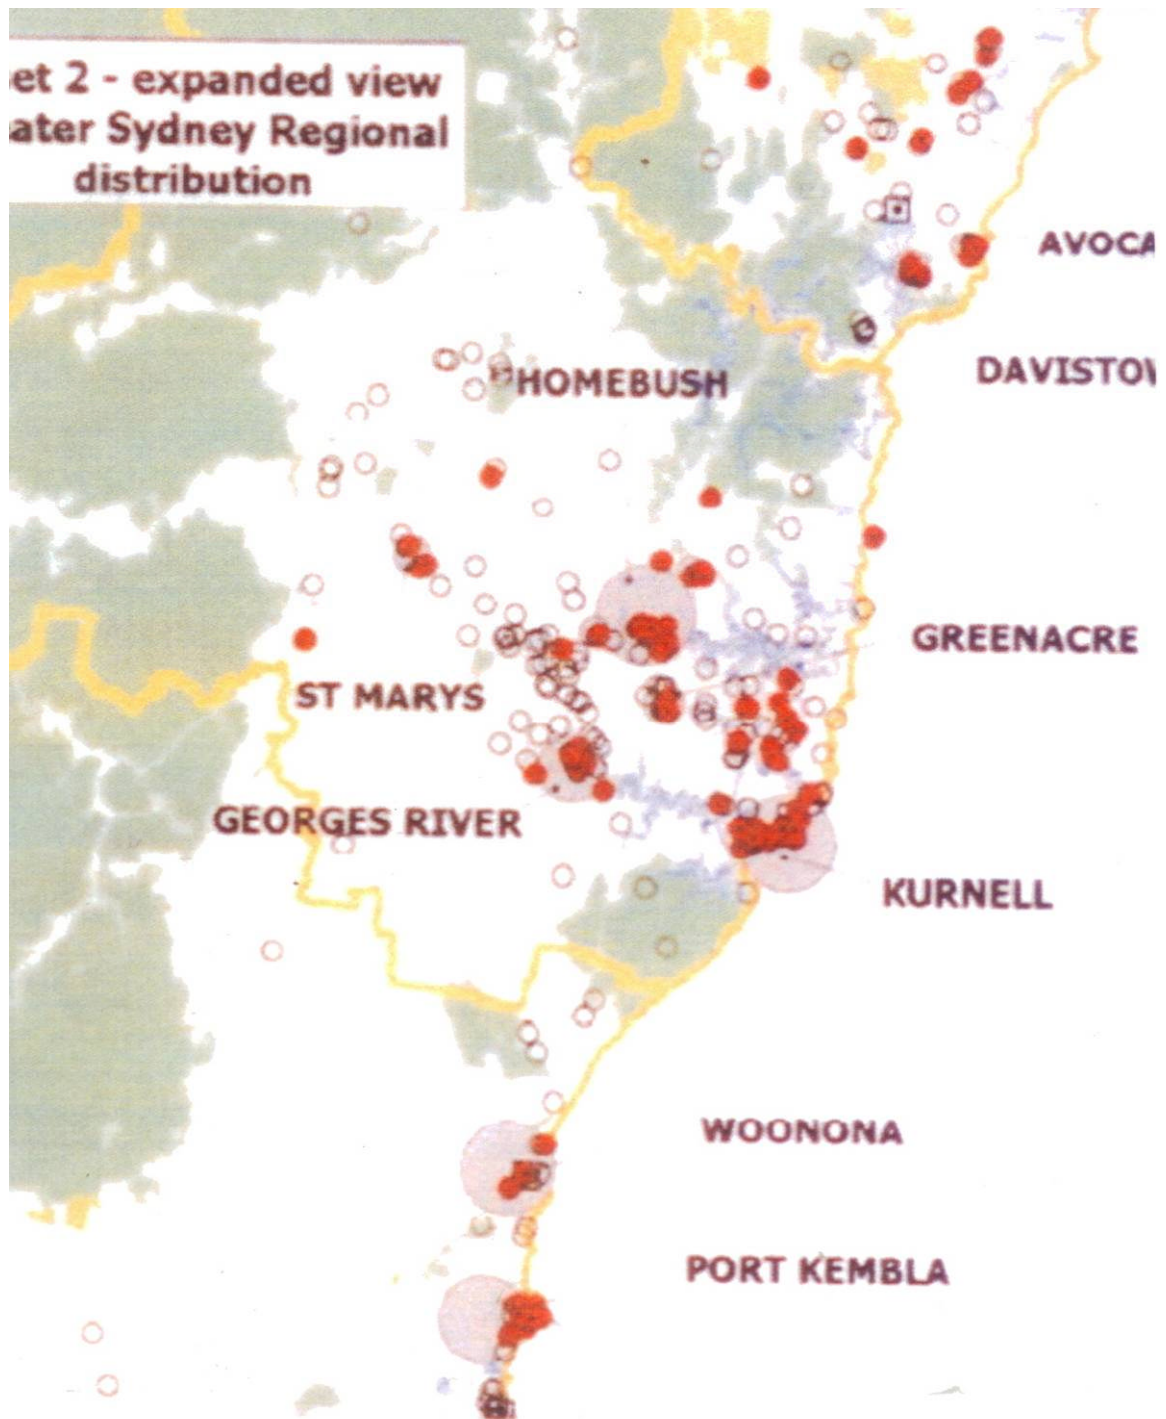 et 2 - expanded view
ater Sydney Regional
distribution
AVOCA
HOMEBUSH
DAVISTO
GREENACRE
ST MARYS
GEORGES RIVER
KURNELL
WOONONA
PORT KEMBLA